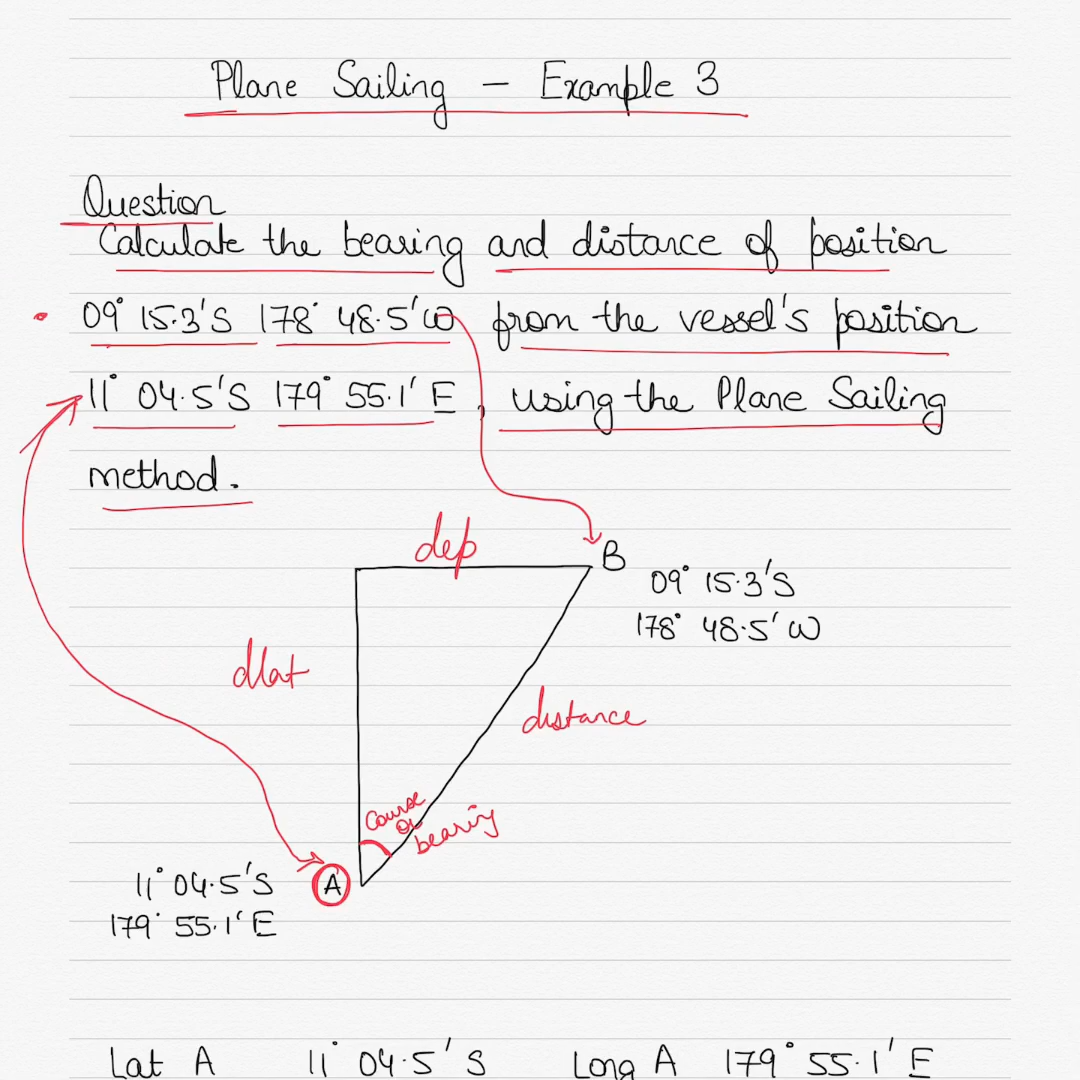 Plane Sailing - Example 3
Question
Calculate the bearing and distance of position
09° 15.3'S 178° 48.5'W from the vessel's position
11° 04.5'S 179° 55.1'E, using the Plane Sailing
method.
dep
B
09° 15.3'S
178° 48.5'W
dlat
distance
course
or
bearing
11° 04.5'S
A
179° 55.1'E
Lat A 11° 04.5'S Long A 179° 55.1'E